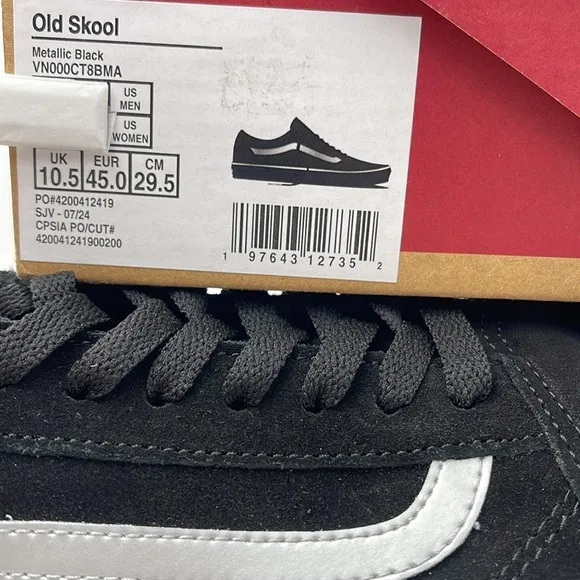 Old Skool
Metallic Black
VN000CT8BMA
US MEN
US WOMEN
UK EUR CM
10.5 45.0 29.5
PO#4200412419
SJV - 07/24
CPSIA PO/CUT#
420041241900200
1 97643 12735 2